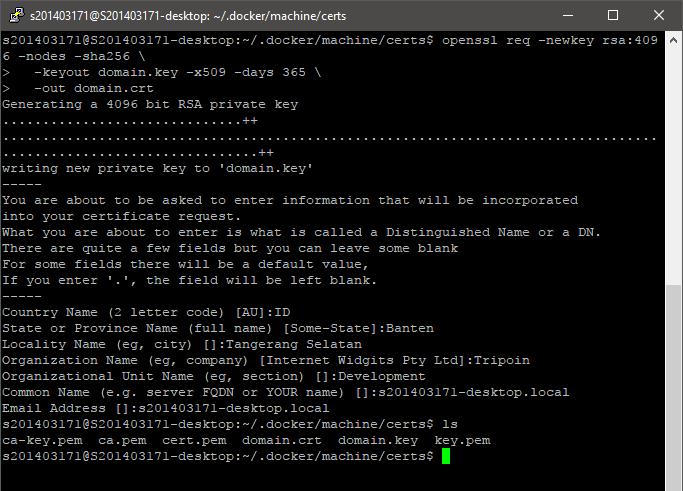 s201403171@S201403171-desktop: ~/.docker/machine/certs
s201403171@S201403171-desktop:~/.docker/machine/certs$ openssl req -newkey rsa:409
6 -nodes -sha256 \
>   -keyout domain.key -x509 -days 365 \
>   -out domain.crt
Generating a 4096 bit RSA private key
..............................++
..................................................................................
................................++
writing new private key to 'domain.key'
-----
You are about to be asked to enter information that will be incorporated
into your certificate request.
What you are about to enter is what is called a Distinguished Name or a DN.
There are quite a few fields but you can leave some blank
For some fields there will be a default value,
If you enter '.', the field will be left blank.
-----
Country Name (2 letter code) [AU]:ID
State or Province Name (full name) [Some-State]:Banten
Locality Name (eg, city) []:Tangerang Selatan
Organization Name (eg, company) [Internet Widgits Pty Ltd]:Tripoin
Organizational Unit Name (eg, section) []:Development
Common Name (e.g. server FQDN or YOUR name) []:s201403171-desktop.local
Email Address []:s201403171-desktop.local
s201403171@S201403171-desktop:~/.docker/machine/certs$ ls
ca-key.pem  ca.pem  cert.pem  domain.crt  domain.key  key.pem
s201403171@S201403171-desktop:~/.docker/machine/certs$